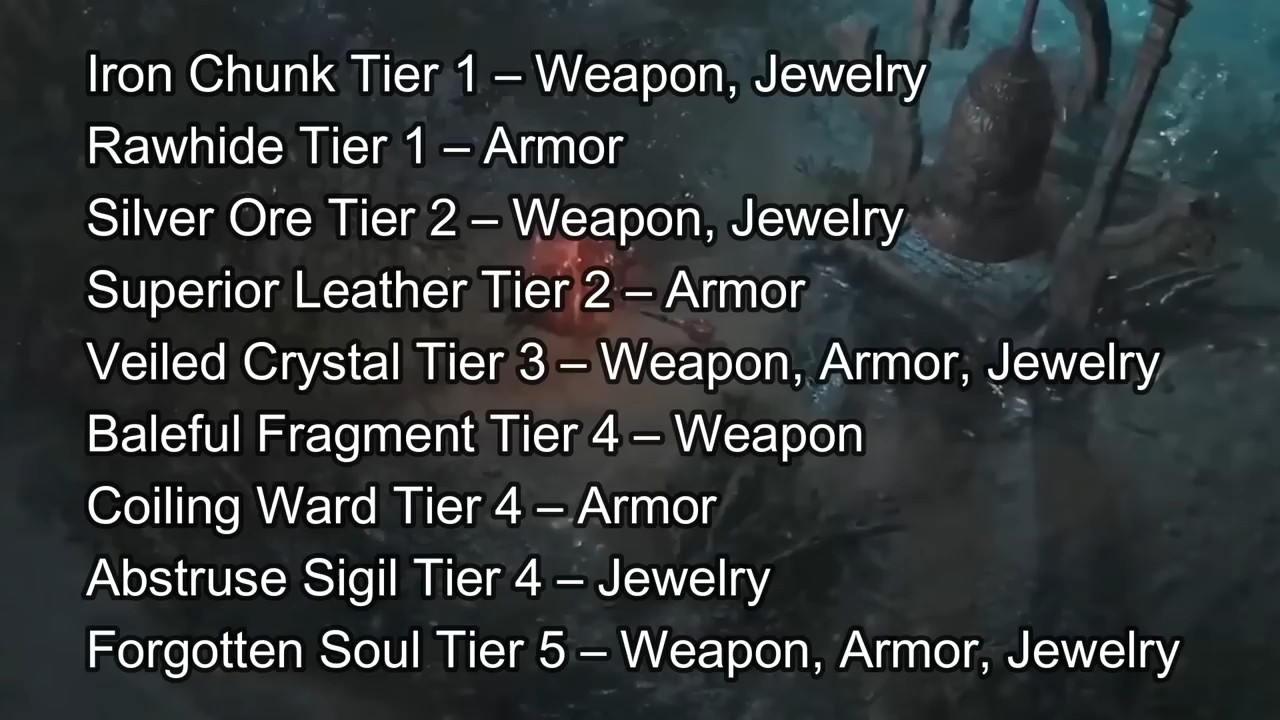 Iron Chunk Tier 1 – Weapon, Jewelry
Rawhide Tier 1 – Armor
Silver Ore Tier 2 – Weapon, Jewelry
Superior Leather Tier 2 – Armor
Veiled Crystal Tier 3 – Weapon, Armor, Jewelry
Baleful Fragment Tier 4 – Weapon
Coiling Ward Tier 4 – Armor
Abstruse Sigil Tier 4 – Jewelry
Forgotten Soul Tier 5 – Weapon, Armor, Jewelry